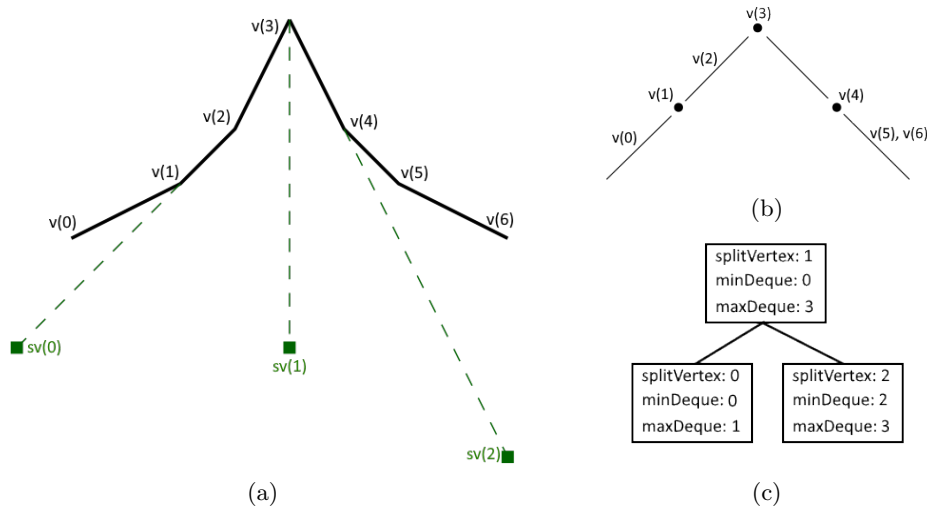 v(3)
v(2)
v(4)
v(1)
v(5)
v(0)
v(6)
sv(0)
sv(1)
sv(2)
(a)
v(3)
v(2)
v(1)
v(4)
v(0)
v(5), v(6)
(b)
splitVertex: 1
minDeque: 0
maxDeque: 3
splitVertex: 0
minDeque: 0
maxDeque: 1
splitVertex: 2
minDeque: 2
maxDeque: 3
(c)